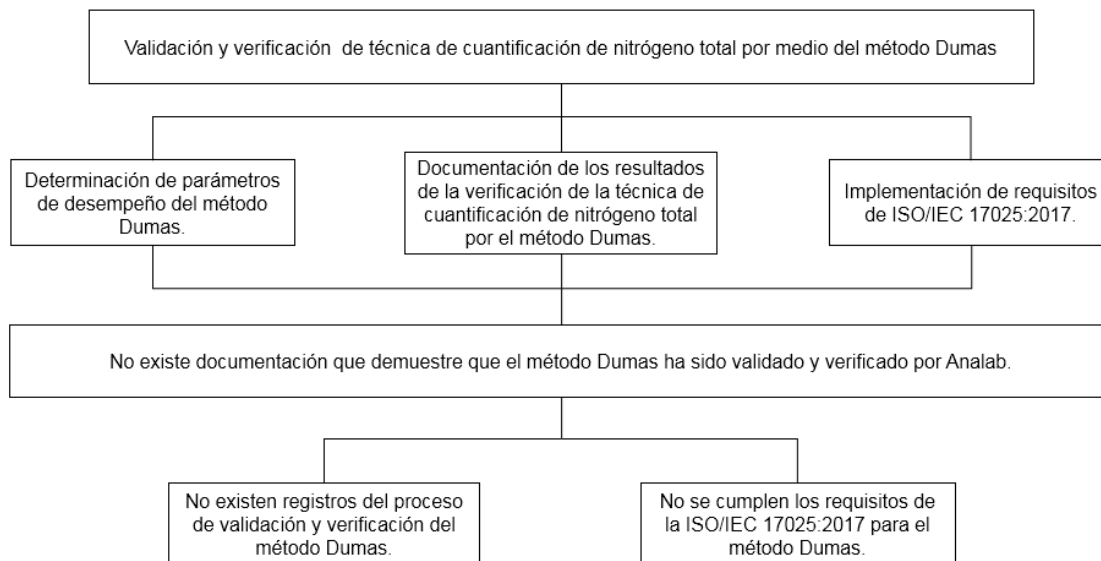 Validación y verificación de técnica de cuantificación de nitrógeno total por medio del método Dumas
Determinación de parámetros
de desempeño del método
Dumas.
Documentación de los resultados
de la verificación de la técnica de
cuantificación de nitrógeno total
por el método Dumas.
Implementación de requisitos
de ISO/IEC 17025:2017.
No existe documentación que demuestre que el método Dumas ha sido validado y verificado por Analab.
No existen registros del proceso
de validación y verificación del
método Dumas.
No se cumplen los requisitos de
la ISO/IEC 17025:2017 para el
método Dumas.